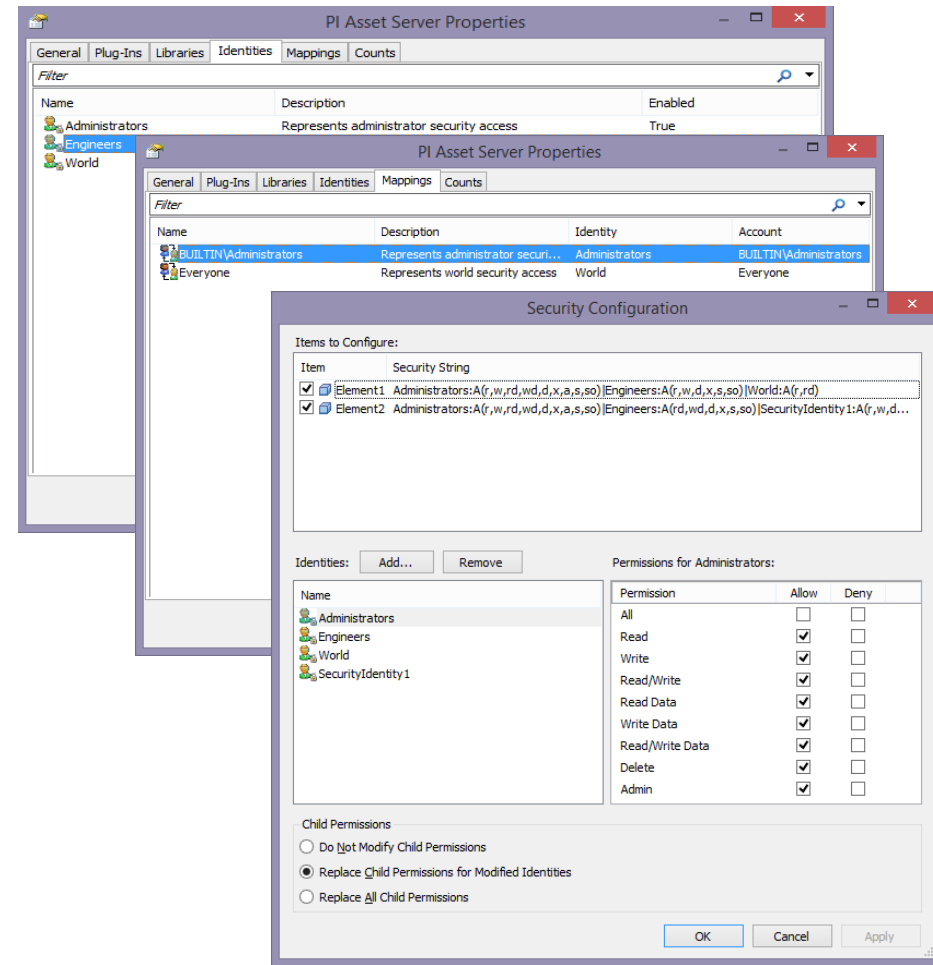 PI Asset Server Properties
General Plug-Ins Libraries Identities Mappings Counts
Filter
Name Description Enabled
Administrators Represents administrator security access True
Engineers
World
PI Asset Server Properties
General Plug-Ins Libraries Identities Mappings Counts
Filter
Name Description Identity Account
BUILTIN\Administrators Represents administrator securi... Administrators BUILTIN\Administrators
Everyone Represents world security access World Everyone
Security Configuration
Items to Configure:
Item Security String
Element1 Administrators:A(r,w,rd,wd,d,x,a,s,so)|Engineers:A(r,w,d,x,s,so)|World:A(r,rd)
Element2 Administrators:A(r,w,rd,wd,d,x,a,s,so)|Engineers:A(rd,wd,d,x,s,so)|SecurityIdentity1:A(r,w,d...
Identities: Add... Remove
Permissions for Administrators:
Name
Administrators
Engineers
World
SecurityIdentity1
Permission Allow Deny
All
Read
Write
Read/Write
Read Data
Write Data
Read/Write Data
Delete
Admin
Child Permissions
Do Not Modify Child Permissions
Replace Child Permissions for Modified Identities
Replace All Child Permissions
OK Cancel Apply